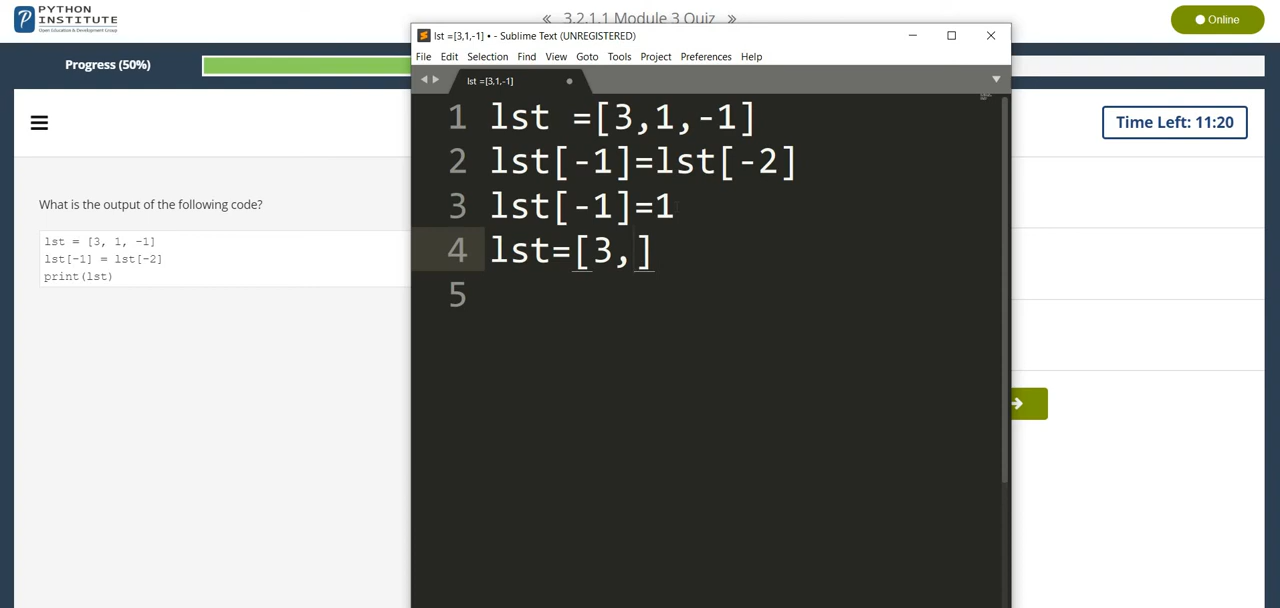 PYTHON
INSTITUTE
Open Education & Development Group
« 3.2.1.1 Module 3 Quiz »
Online
Progress (50%)
lst =[3,1,-1] • - Sublime Text (UNREGISTERED)
File Edit Selection Find View Goto Tools Project Preferences Help
lst =[3,1,-1]
1 lst =[3,1,-1]
2 lst[-1]=lst[-2]
3 lst[-1]=1
4 lst=[3, ]
5
Time Left: 11:20
What is the output of the following code?
lst = [3, 1, -1]
lst[-1] = lst[-2]
print(lst)